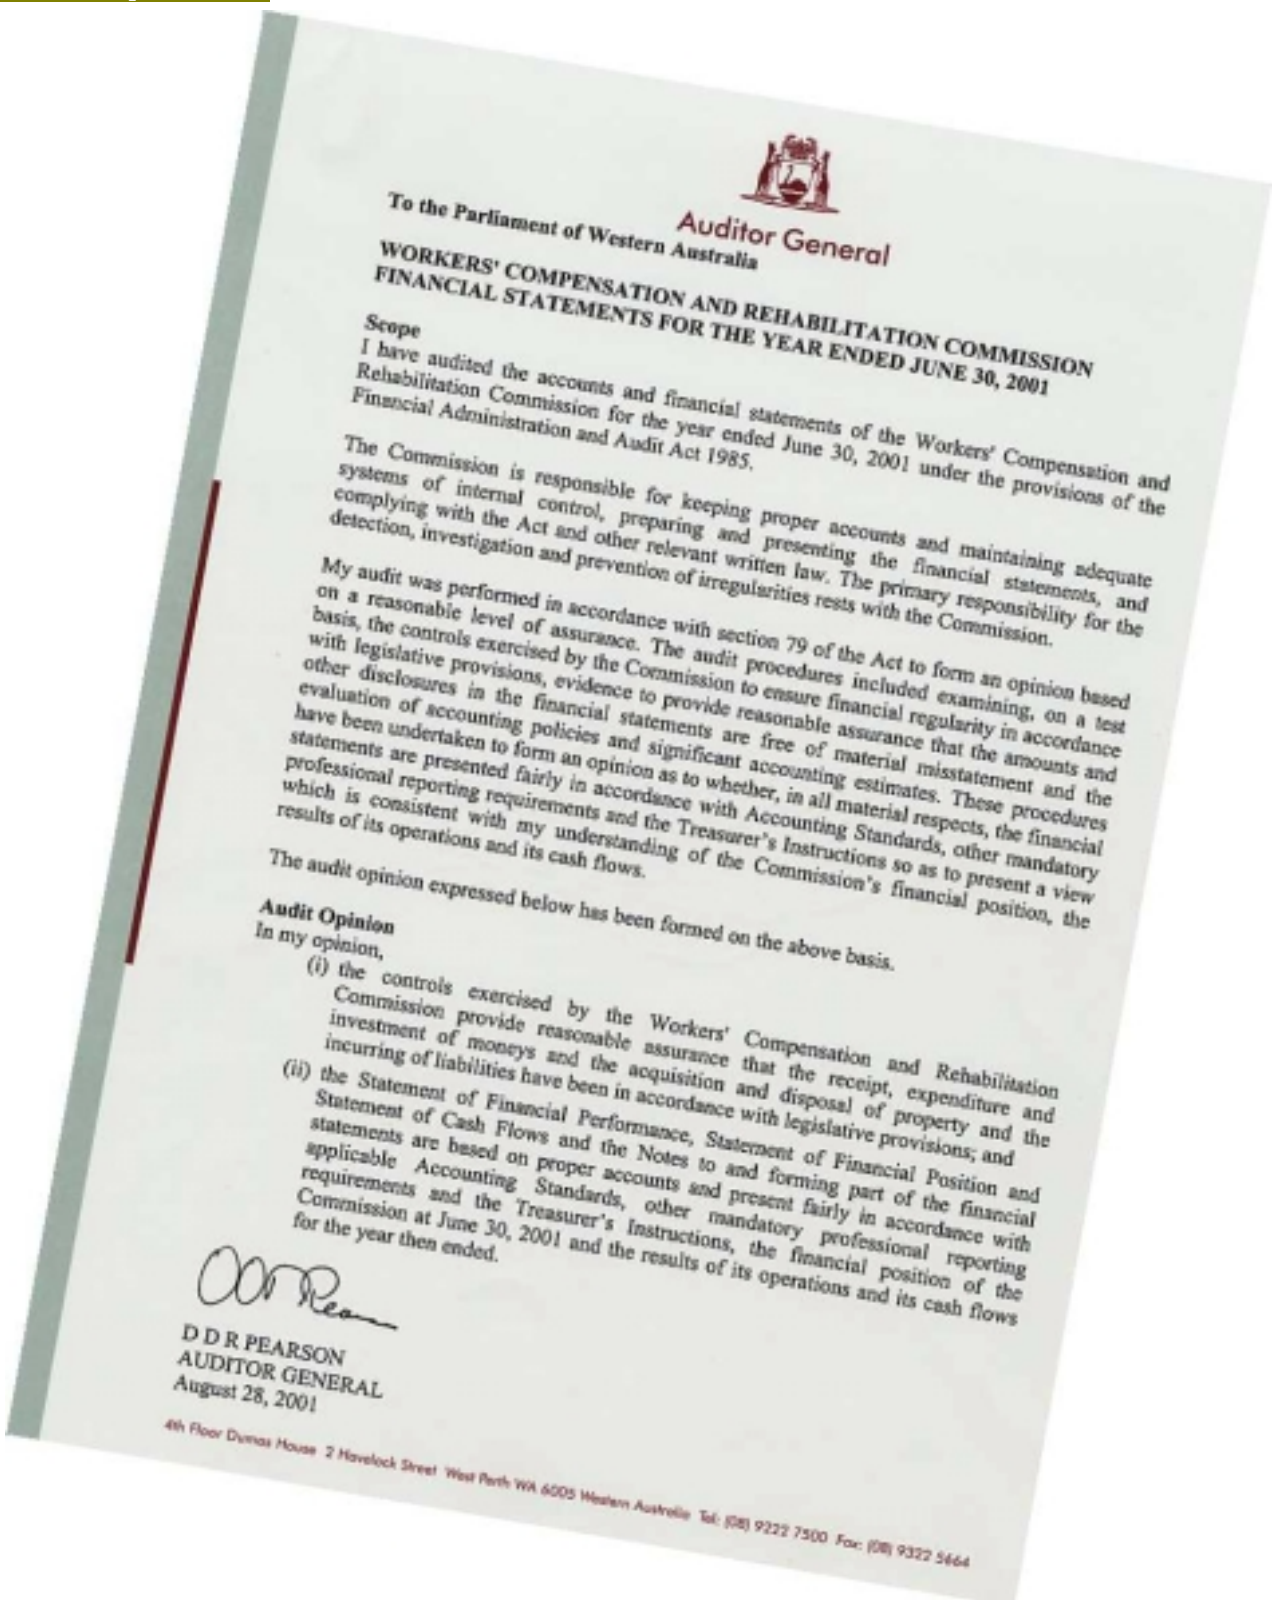 Auditor General
To the Parliament of Western Australia
WORKERS' COMPENSATION AND REHABILITATION COMMISSION
FINANCIAL STATEMENTS FOR THE YEAR ENDED JUNE 30, 2001
Scope
I have audited the accounts and financial statements of the Workers' Compensation and
Rehabilitation Commission for the year ended June 30, 2001 under the provisions of the
Financial Administration and Audit Act 1985.
The Commission is responsible for keeping proper accounts and maintaining adequate
systems of internal control, preparing and presenting the financial statements, and
complying with the Act and other relevant written law. The primary responsibility for the
detection, investigation and prevention of irregularities rests with the Commission.
My audit was performed in accordance with section 79 of the Act to form an opinion based
on a reasonable level of assurance. The audit procedures included examining, on a test
basis, the controls exercised by the Commission to ensure financial regularity in accordance
with legislative provisions, evidence to provide reasonable assurance that the amounts and
other disclosures in the financial statements are free of material misstatement and the
evaluation of accounting policies and significant accounting estimates. These procedures
have been undertaken to form an opinion as to whether, in all material respects, the financial
statements are presented fairly in accordance with Accounting Standards, other mandatory
professional reporting requirements and the Treasurer's Instructions so as to present a view
which is consistent with my understanding of the Commission's financial position, the
results of its operations and its cash flows.
The audit opinion expressed below has been formed on the above basis.
Audit Opinion
In my opinion,
(i) the controls exercised by the Workers' Compensation and Rehabilitation
Commission provide reasonable assurance that the receipt, expenditure and
investment of moneys and the acquisition and disposal of property and the
incurring of liabilities have been in accordance with legislative provisions; and
(ii) the Statement of Financial Performance, Statement of Financial Position and
Statement of Cash Flows and the Notes to and forming part of the financial
statements are based on proper accounts and present fairly in accordance with
applicable Accounting Standards, other mandatory professional reporting
requirements and the Treasurer's Instructions, the financial position of the
Commission at June 30, 2001 and the results of its operations and its cash flows
for the year then ended.
D D R PEARSON
AUDITOR GENERAL
August 28, 2001
4th Floor Dumas House 2 Havelock Street West Perth WA 6005 Western Australia Tel: (08) 9222 7500 Fax: (08) 9322 5664